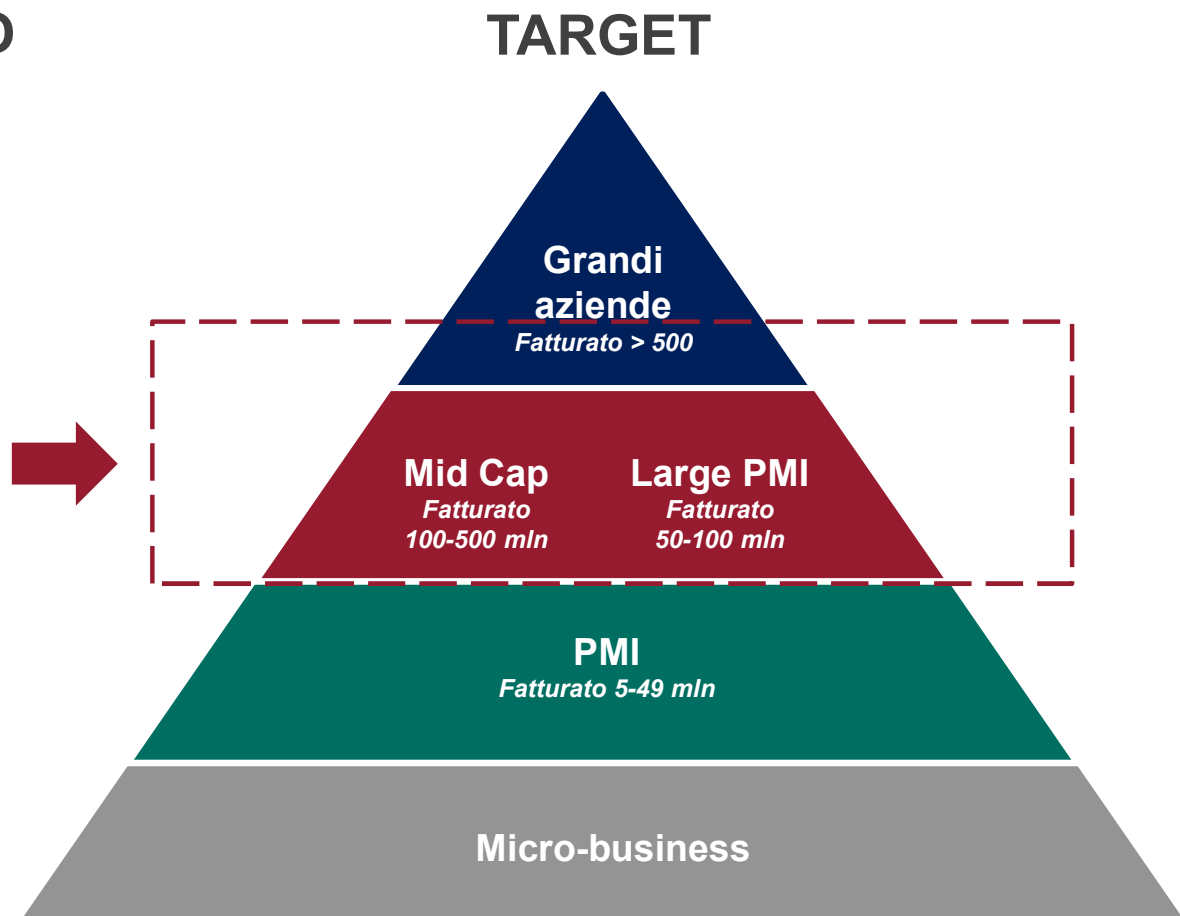 TARGET
Grandi
aziende
Fatturato > 500
Mid Cap
Fatturato
100-500 mln
Large PMI
Fatturato
50-100 mln
PMI
Fatturato 5-49 mln
Micro-business